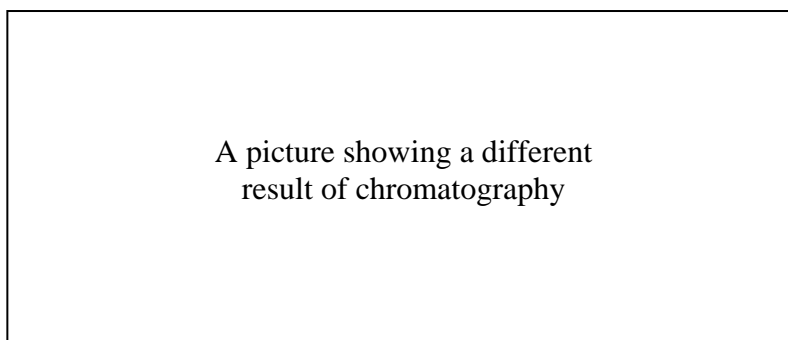 A picture showing a different
result of chromatography